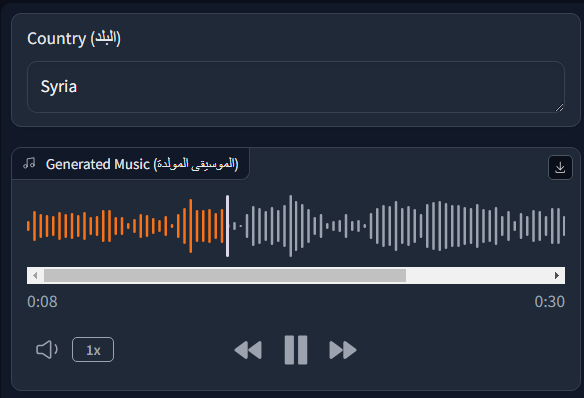 Country (البلد)
Syria
Generated Music (الموسيقى المولدة)
0:08 0:30
1x